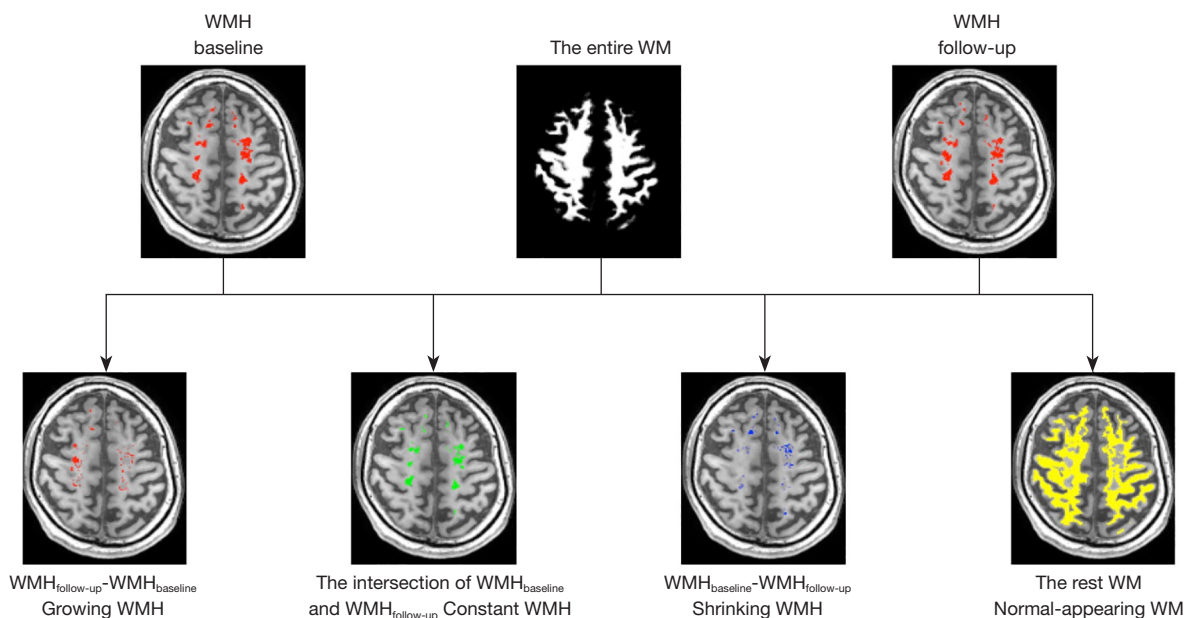 WMH
baseline
The entire WM
WMH
follow-up
WMHfollow-up-WMHbaseline
Growing WMH
The intersection of WMHbaseline
and WMHfollow-up Constant WMH
WMHbaseline-WMHfollow-up
Shrinking WMH
The rest WM
Normal-appearing WM